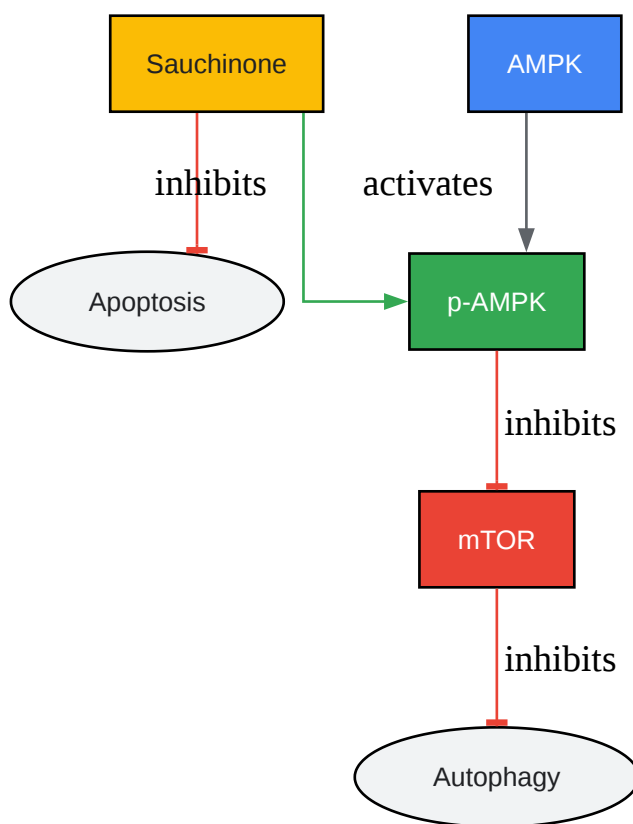 Sauchinone
AMPK
inhibits
activates
Apoptosis
p-AMPK
inhibits
mTOR
inhibits
Autophagy